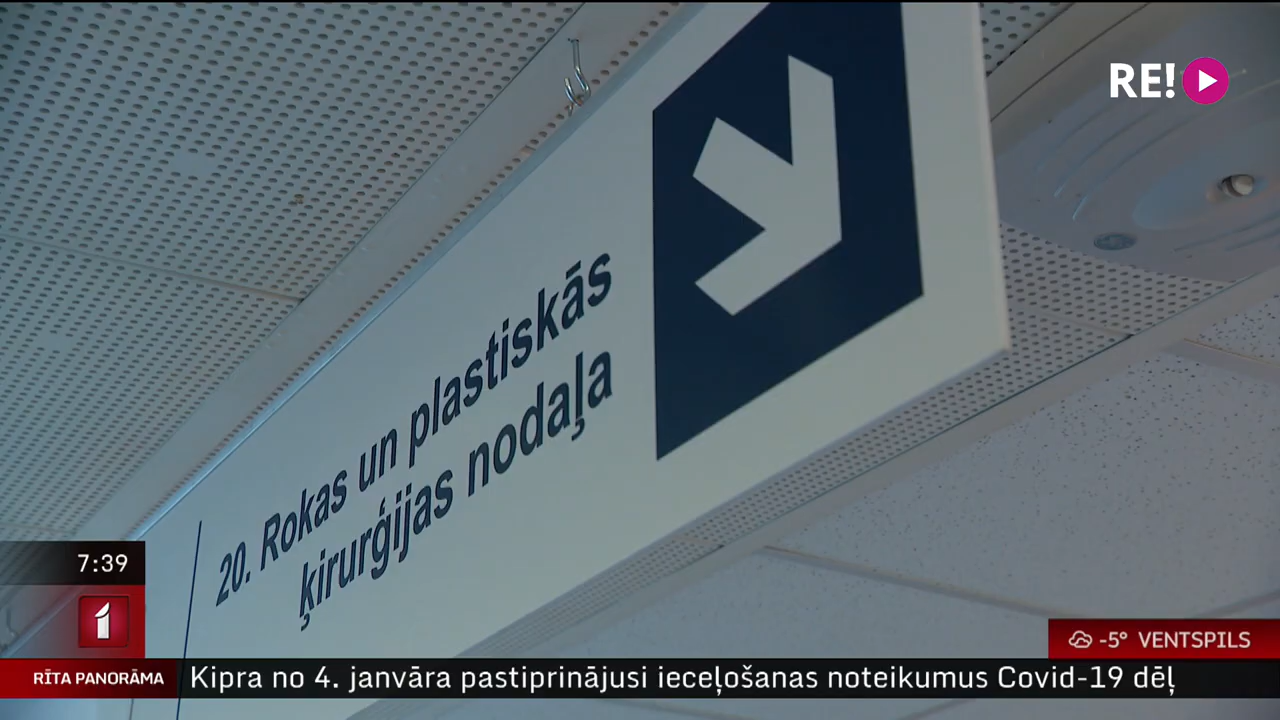 RE!
20. Rokas un plastiskās
ķirurģijas nodaļa
7:39
1
-5° VENTSPILS
RĪTA PANORĀMA
Kipra no 4. janvāra pastiprinājusi ieceļošanas noteikumus Covid-19 dēļ